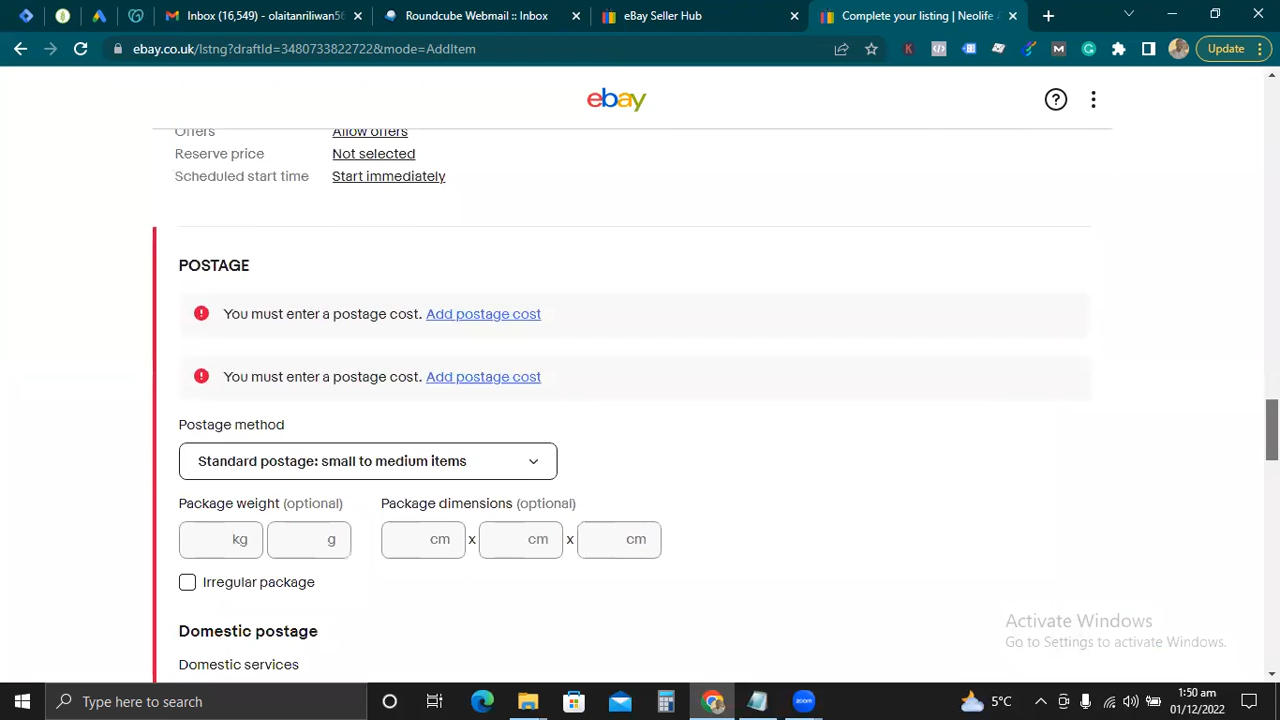 Inbox (16,549) - olaitanriliwan56
Roundcube Webmail :: Inbox
eBay Seller Hub
Complete your listing | Neolife A
ebay.co.uk/lstng?draftId=34807338227228&mode=AddItem
Update
ebay
Offers Allow offers
Reserve price Not selected
Scheduled start time Start immediately
POSTAGE
You must enter a postage cost. Add postage cost
You must enter a postage cost. Add postage cost
Postage method
Standard postage: small to medium items
Package weight (optional) Package dimensions (optional)
kg g cm x cm x cm
Irregular package
Domestic postage
Domestic services
Activate Windows
Go to Settings to activate Windows.
Type here to search
zoom
5°C
1:50 am
01/12/2022